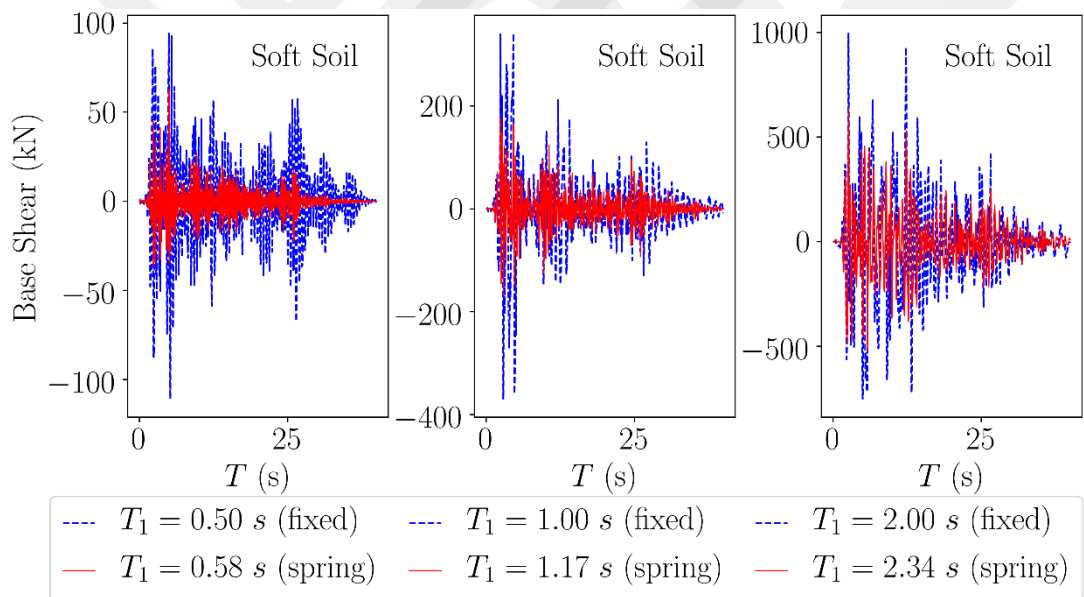 Base Shear (kN)
100
50
0
−50
−100
Soft Soil
0
25
T (s)
200
0
−200
−400
Soft Soil
0
25
T (s)
1000
500
0
−500
Soft Soil
0
25
T (s)
T₁ = 0.50 s (fixed)
T₁ = 1.00 s (fixed)
T₁ = 2.00 s (fixed)
T₁ = 0.58 s (spring)
T₁ = 1.17 s (spring)
T₁ = 2.34 s (spring)